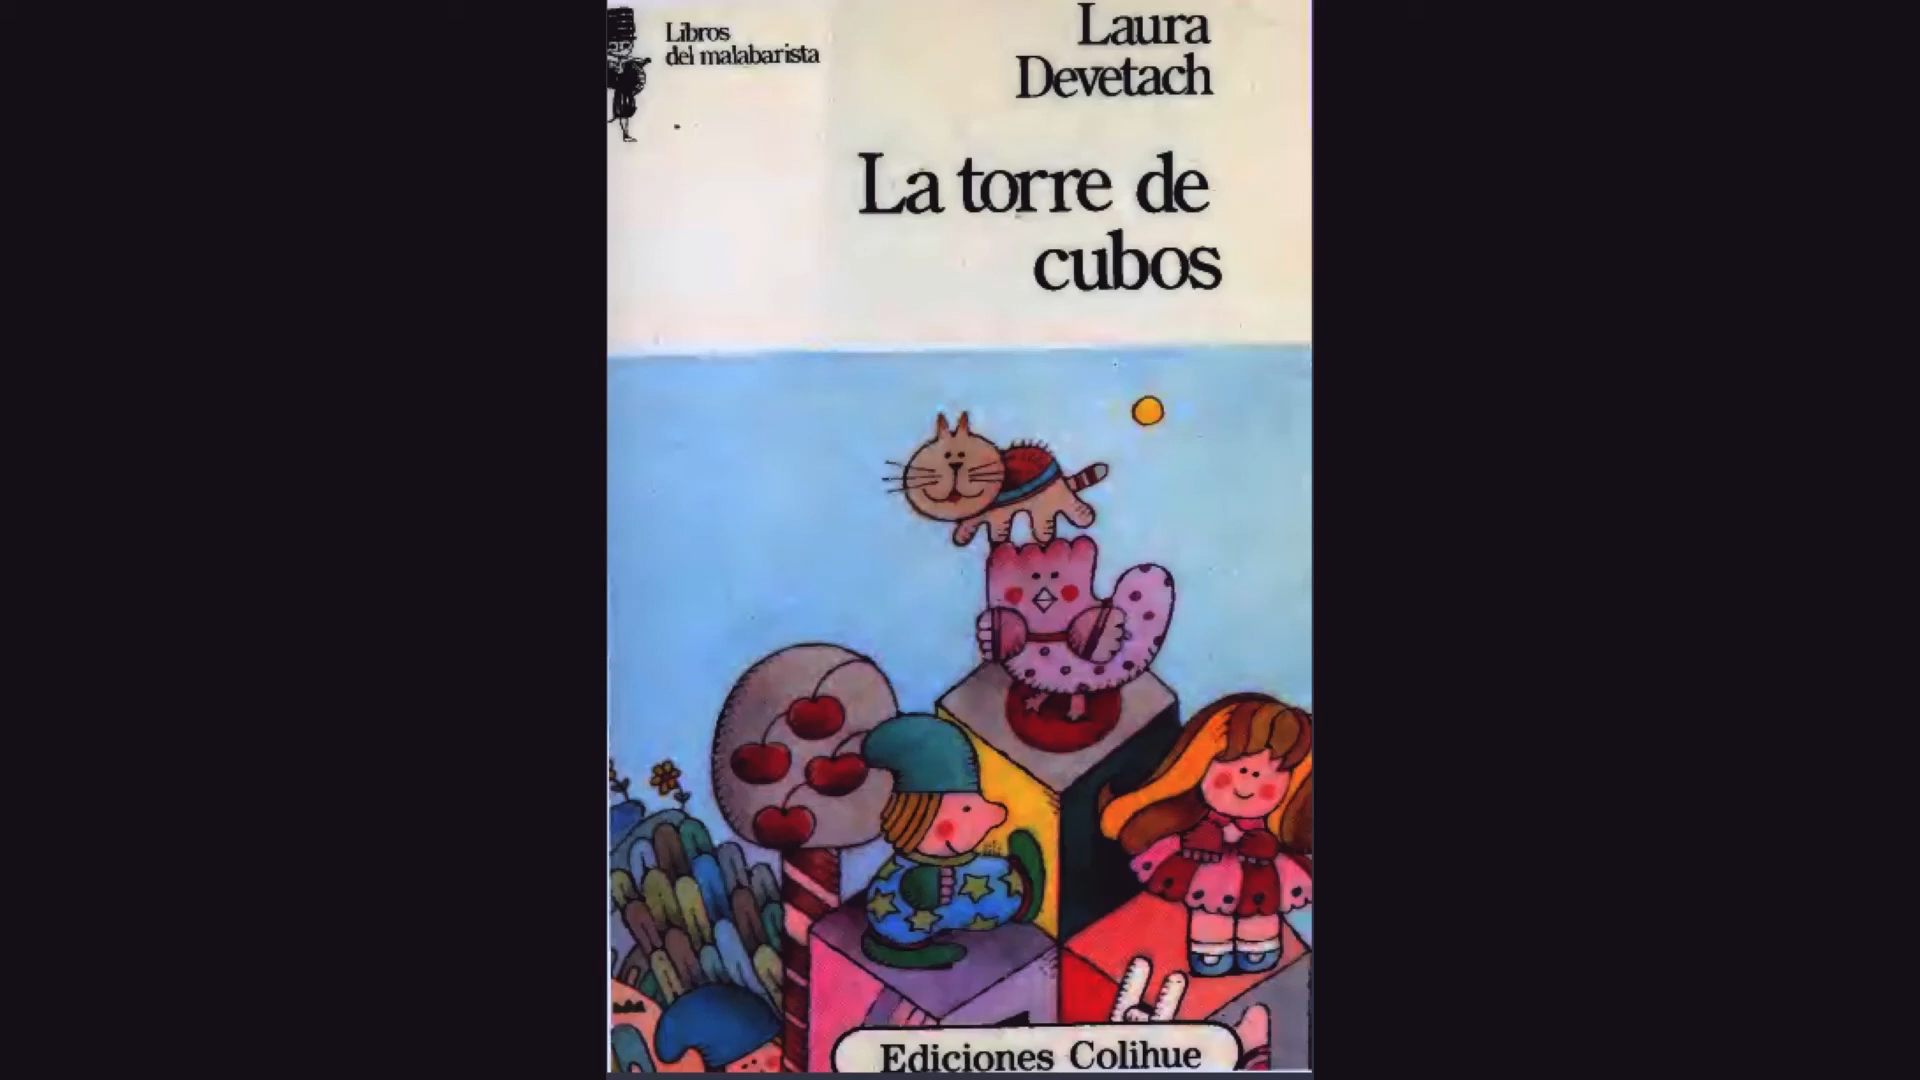 Libros
del malabarista
Laura
Devetach
La torre de
cubos
Ediciones Colihue